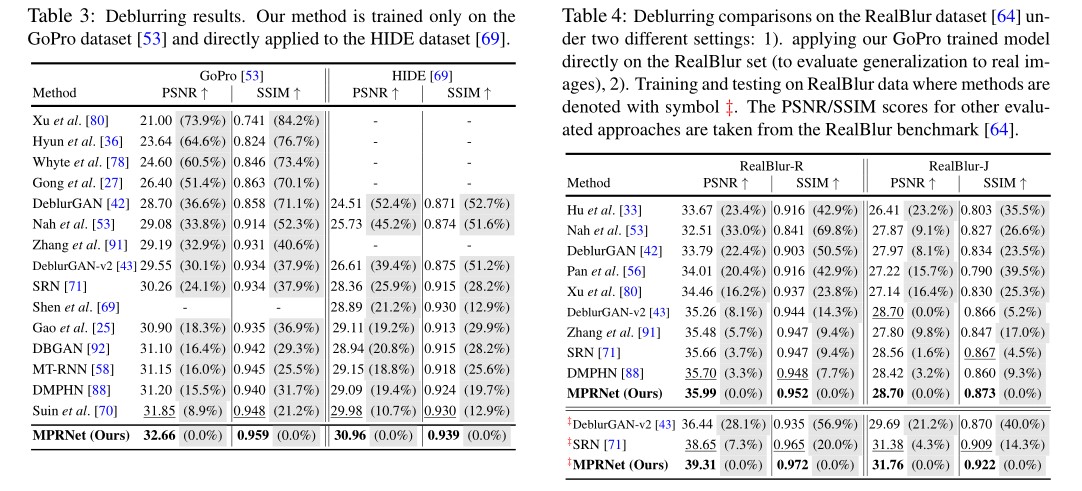 Table 3: Deblurring results. Our method is trained only on the
GoPro dataset [53] and directly applied to the HIDE dataset [69].
GoPro [53] HIDE [69]
Method PSNR ↑ SSIM ↑ PSNR ↑ SSIM ↑
Xu et al. [80] 21.00 (73.9%) 0.741 (84.2%) - -
Hyun et al. [36] 23.64 (64.6%) 0.824 (76.7%) - -
Whyte et al. [78] 24.60 (60.5%) 0.846 (73.4%) - -
Gong et al. [27] 26.40 (51.4%) 0.863 (70.1%) - -
DeblurGAN [42] 28.70 (36.6%) 0.858 (71.1%) 24.51 (52.4%) 0.871 (52.7%)
Nah et al. [53] 29.08 (33.8%) 0.914 (52.3%) 25.73 (45.2%) 0.874 (51.6%)
Zhang et al. [91] 29.19 (32.9%) 0.931 (40.6%) - -
DeblurGAN-v2 [43] 29.55 (30.1%) 0.934 (37.9%) 26.61 (39.4%) 0.875 (51.2%)
SRN [71] 30.26 (24.1%) 0.934 (37.9%) 28.36 (25.9%) 0.915 (28.2%)
Shen et al. [69] - - 28.89 (21.2%) 0.930 (12.9%)
Gao et al. [25] 30.90 (18.3%) 0.935 (36.9%) 29.11 (19.2%) 0.913 (29.9%)
DBGAN [92] 31.10 (16.4%) 0.942 (29.3%) 28.94 (20.8%) 0.915 (28.2%)
MT-RNN [58] 31.15 (16.0%) 0.945 (25.5%) 29.15 (18.8%) 0.918 (25.6%)
DMPHN [88] 31.20 (15.5%) 0.940 (31.7%) 29.09 (19.4%) 0.924 (19.7%)
Suin et al. [70] 31.85 (8.9%) 0.948 (21.2%) 29.98 (10.7%) 0.930 (12.9%)
MPRNet (Ours) 32.66 (0.0%) 0.959 (0.0%) 30.96 (0.0%) 0.939 (0.0%)
Table 4: Deblurring comparisons on the RealBlur dataset [64] un-
der two different settings: 1). applying our GoPro trained model
directly on the RealBlur set (to evaluate generalization to real im-
ages), 2). Training and testing on RealBlur data where methods are
denoted with symbol ‡. The PSNR/SSIM scores for other evalu-
ated approaches are taken from the RealBlur benchmark [64].
RealBlur-R RealBlur-J
Method PSNR ↑ SSIM ↑ PSNR ↑ SSIM ↑
Hu et al. [33] 33.67 (23.4%) 0.916 (42.9%) 26.41 (23.2%) 0.803 (35.5%)
Nah et al. [53] 32.51 (33.0%) 0.841 (69.8%) 27.87 (9.1%) 0.827 (26.6%)
DeblurGAN [42] 33.79 (22.4%) 0.903 (50.5%) 27.97 (8.1%) 0.834 (23.5%)
Pan et al. [56] 34.01 (20.4%) 0.916 (42.9%) 27.22 (15.7%) 0.790 (39.5%)
Xu et al. [80] 34.46 (16.2%) 0.937 (23.8%) 27.14 (16.4%) 0.830 (25.3%)
DeblurGAN-v2 [43] 35.26 (8.1%) 0.944 (14.3%) 28.70 (0.0%) 0.866 (5.2%)
Zhang et al. [91] 35.48 (5.7%) 0.947 (9.4%) 27.80 (9.8%) 0.847 (17.0%)
SRN [71] 35.66 (3.7%) 0.947 (9.4%) 28.56 (1.6%) 0.867 (4.5%)
DMPHN [88] 35.70 (3.3%) 0.948 (7.7%) 28.42 (3.2%) 0.860 (9.3%)
MPRNet (Ours) 35.99 (0.0%) 0.952 (0.0%) 28.70 (0.0%) 0.873 (0.0%)
‡DeblurGAN-v2 [43] 36.44 (28.1%) 0.935 (56.9%) 29.69 (21.2%) 0.870 (40.0%)
‡SRN [71] 38.65 (7.3%) 0.965 (20.0%) 31.38 (4.3%) 0.909 (14.3%)
‡MPRNet (Ours) 39.31 (0.0%) 0.972 (0.0%) 31.76 (0.0%) 0.922 (0.0%)